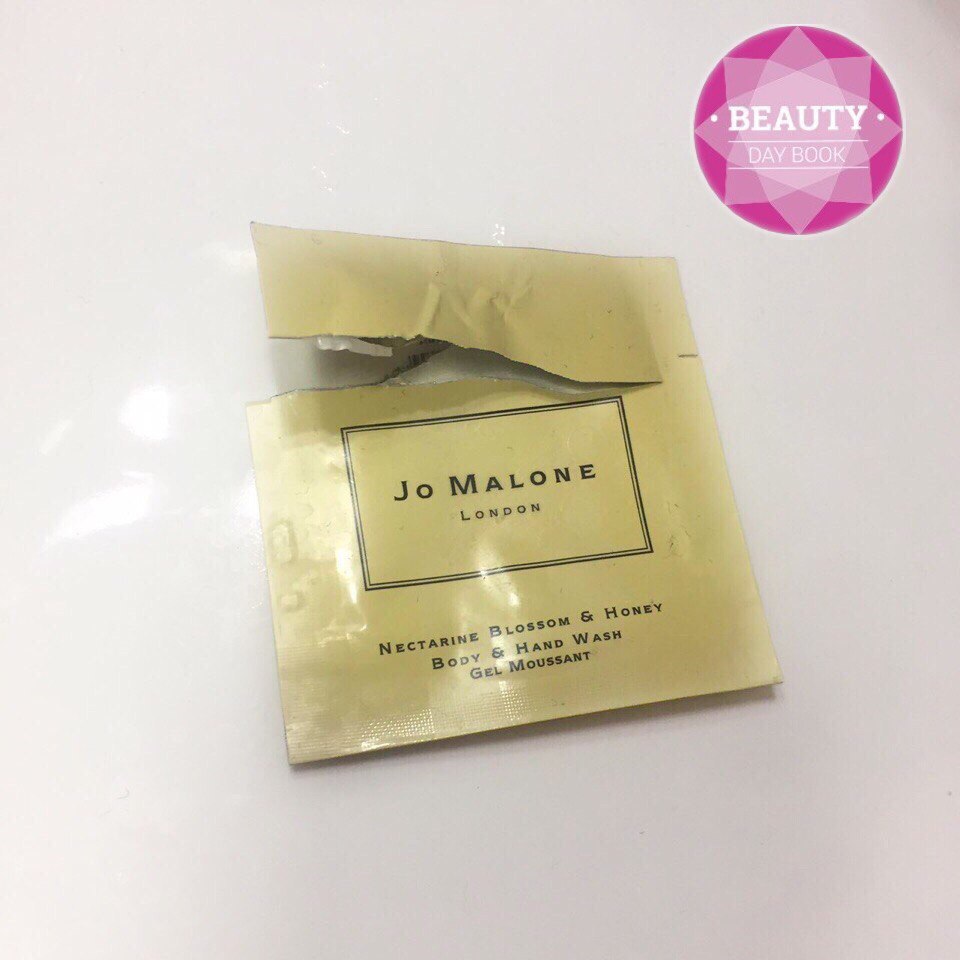 • BEAUTY •
DAY BOOK
JO MALONE
LONDON
NECTARINE BLOSSOM & HONEY
BODY & HAND WASH
GEL MOUSSANT